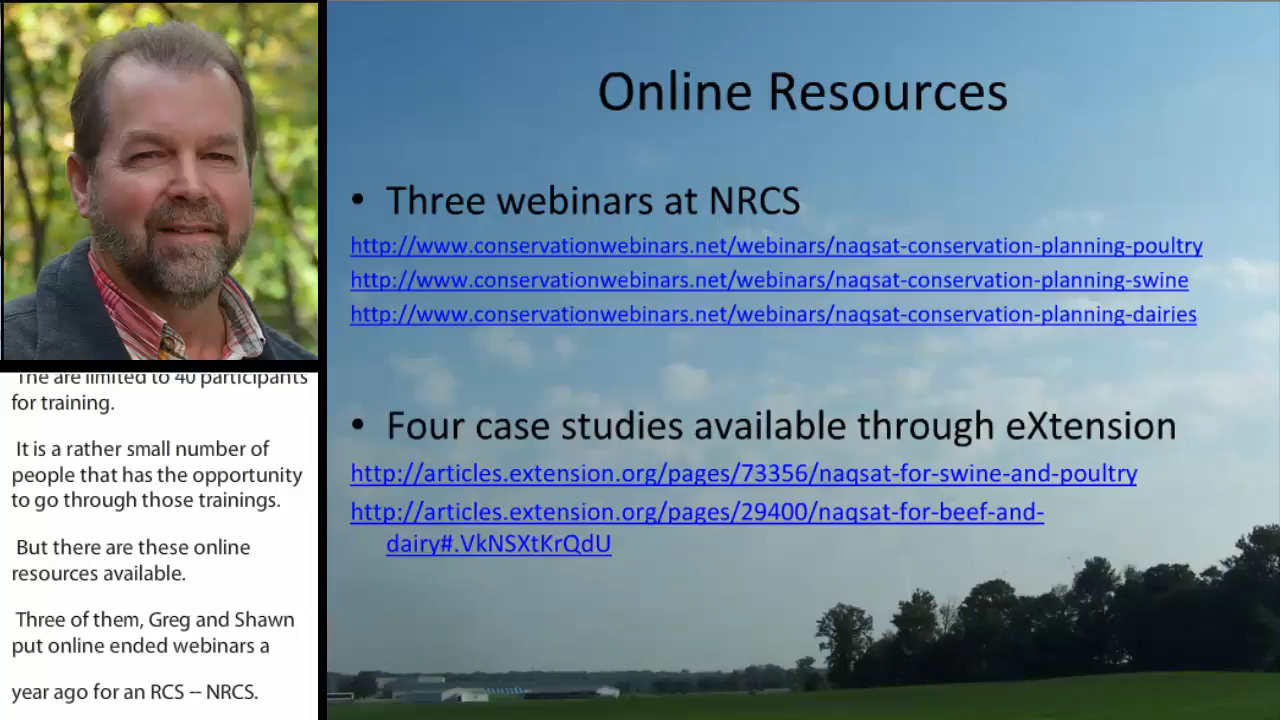 Online Resources
• Three webinars at NRCS
http://www.conservationwebinars.net/webinars/naqsat-conservation-planning-poultry
http://www.conservationwebinars.net/webinars/naqsat-conservation-planning-swine
http://www.conservationwebinars.net/webinars/naqsat-conservation-planning-dairies
• Four case studies available through eXtension
http://articles.extension.org/pages/73356/naqsat-for-swine-and-poultry
http://articles.extension.org/pages/29400/naqsat-for-beef-and-
dairy#.VkNSXtKrQdU
The are limited to 40 participants
for training.
It is a rather small number of
people that has the opportunity
to go through those trainings.
But there are these online
resources available.
Three of them, Greg and Shawn
put online ended webinars a
year ago for an RCS -- NRCS.